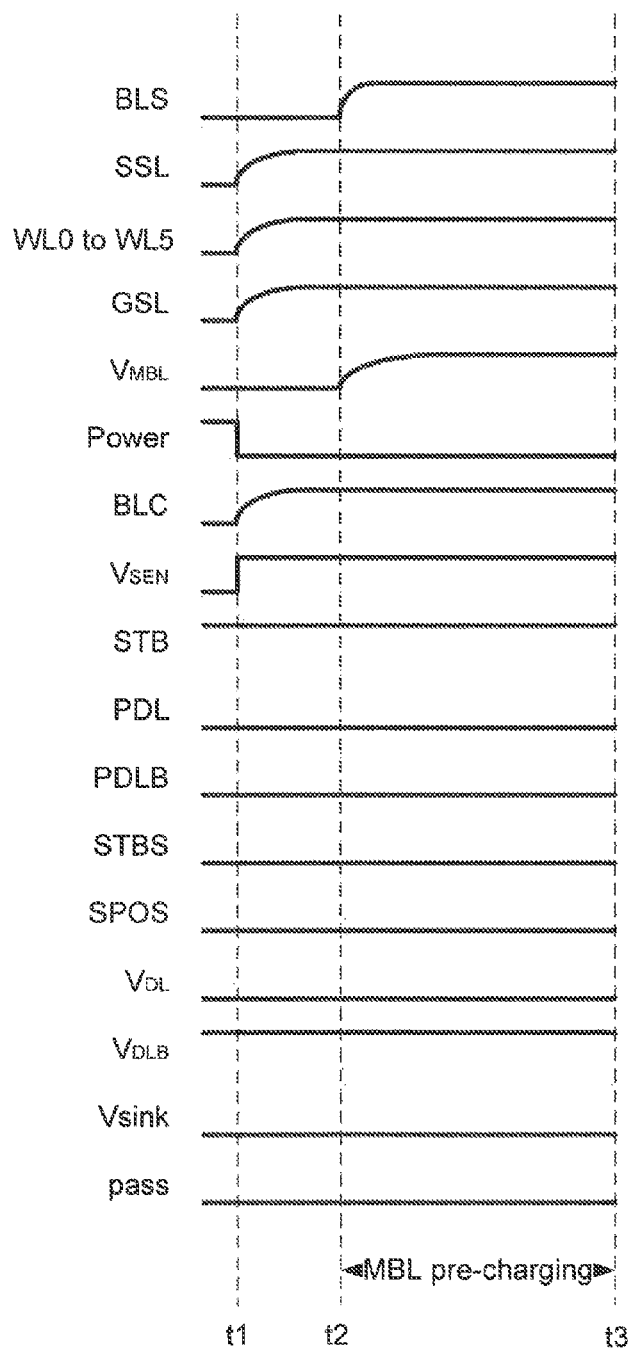 BLS
SSL
WL0 to WL5
GSL
VMBL
Power
BLC
VSEN
STB
PDL
PDLB
STBS
SPOS
VDL
VDLB
Vsink
pass
MBL pre-charging
t1 t2 t3